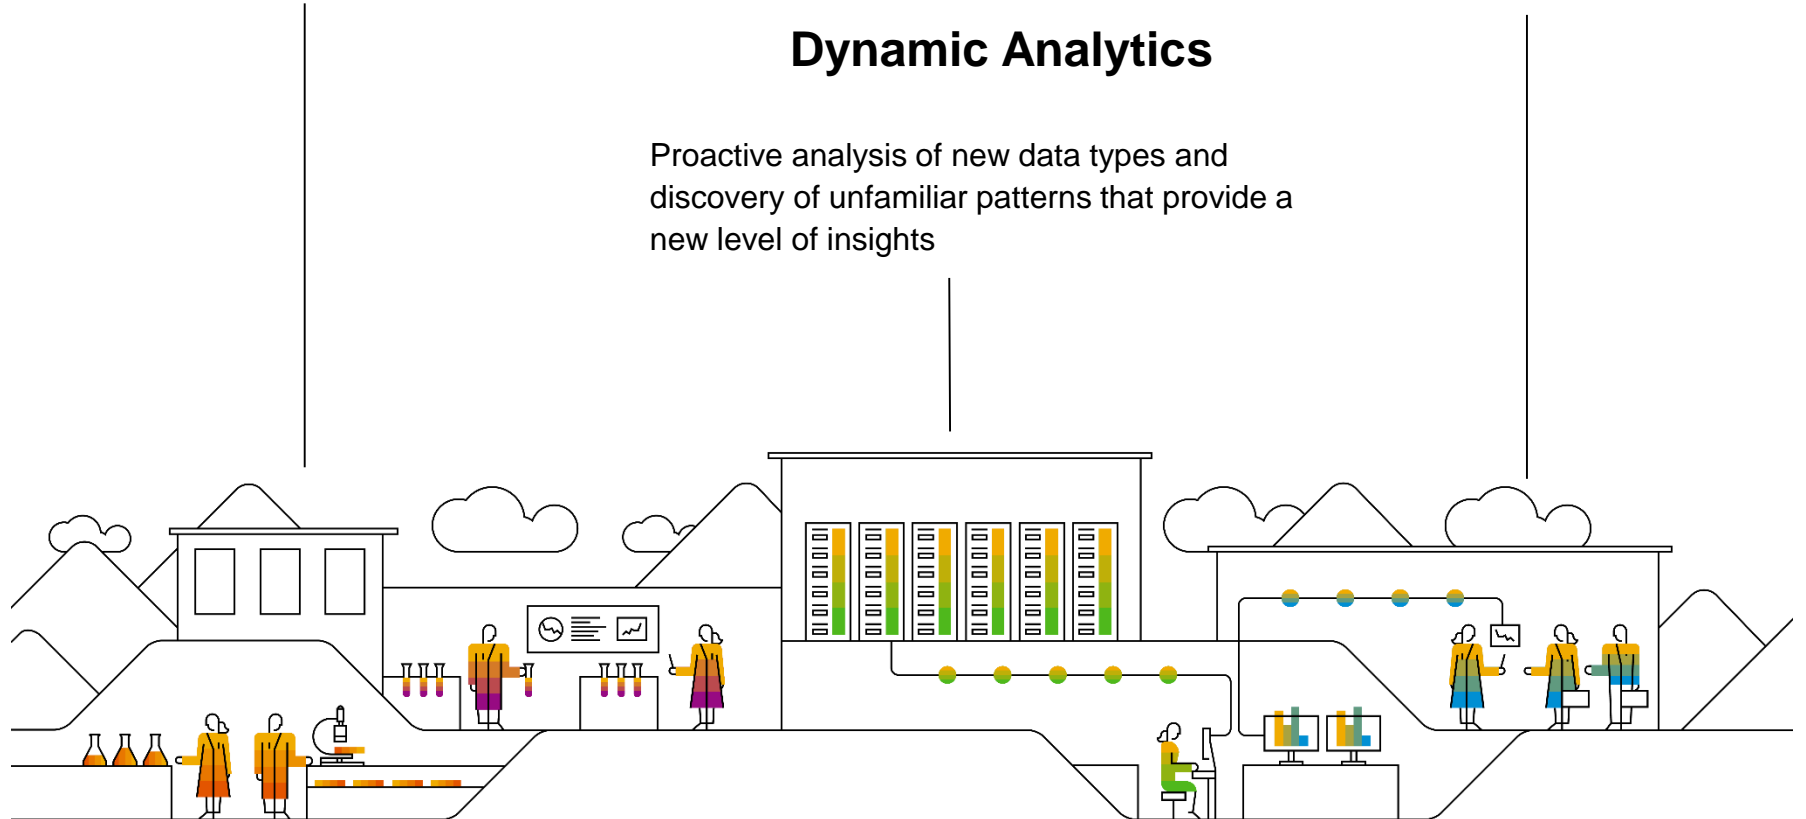 Dynamic Analytics
Proactive analysis of new data types and
discovery of unfamiliar patterns that provide a
new level of insights